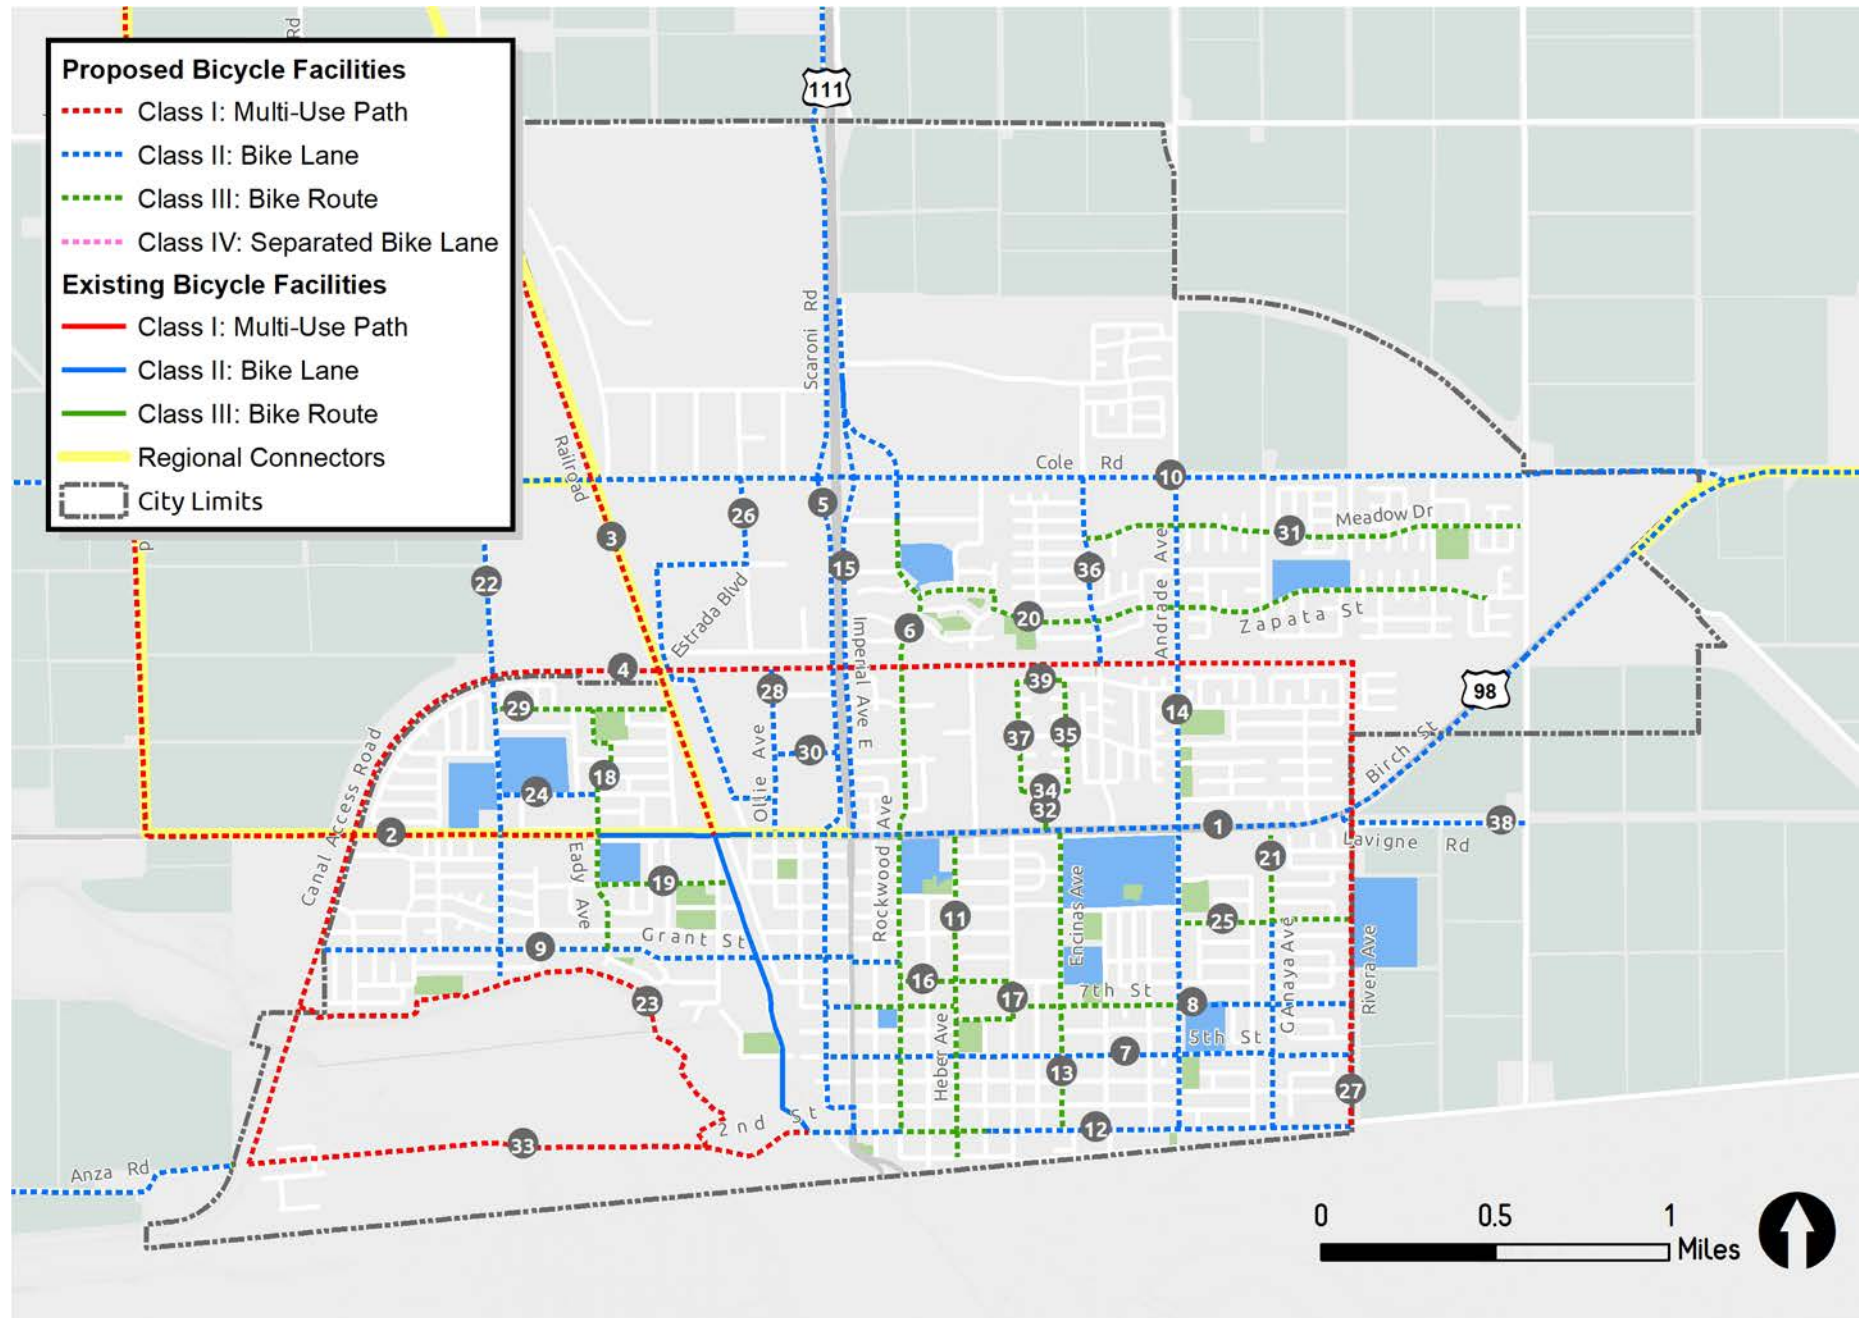 Rd
Proposed Bicycle Facilities
Class I: Multi-Use Path
Class II: Bike Lane
Class III: Bike Route
Class IV: Separated Bike Lane
Existing Bicycle Facilities
Class I: Multi-Use Path
Class II: Bike Lane
Class III: Bike Route
Regional Connectors
City Limits
111
Scaroni Rd
Railroad
Cole Rd
10
5
26
3
31
Meadow Dr
15
36
Andrade Ave
22
Estrada Blvd
20
6
Zapata St
Imperial Ave E
4
39
28
98
29
14
37
35
Ollie Ave
30
Canal Access Road
18
24
34
32
Birch St
2
1
38
Lavigne Rd
Rockwood Ave
Eady Ave
21
19
11
Encinas Ave
25
9
Grant St
G Anaya Ave
Rivera Ave
16
17
7th St
8
23
5th St
7
Heber Ave
13
27
2nd St
12
33
Anza Rd
0 0.5 1
Miles